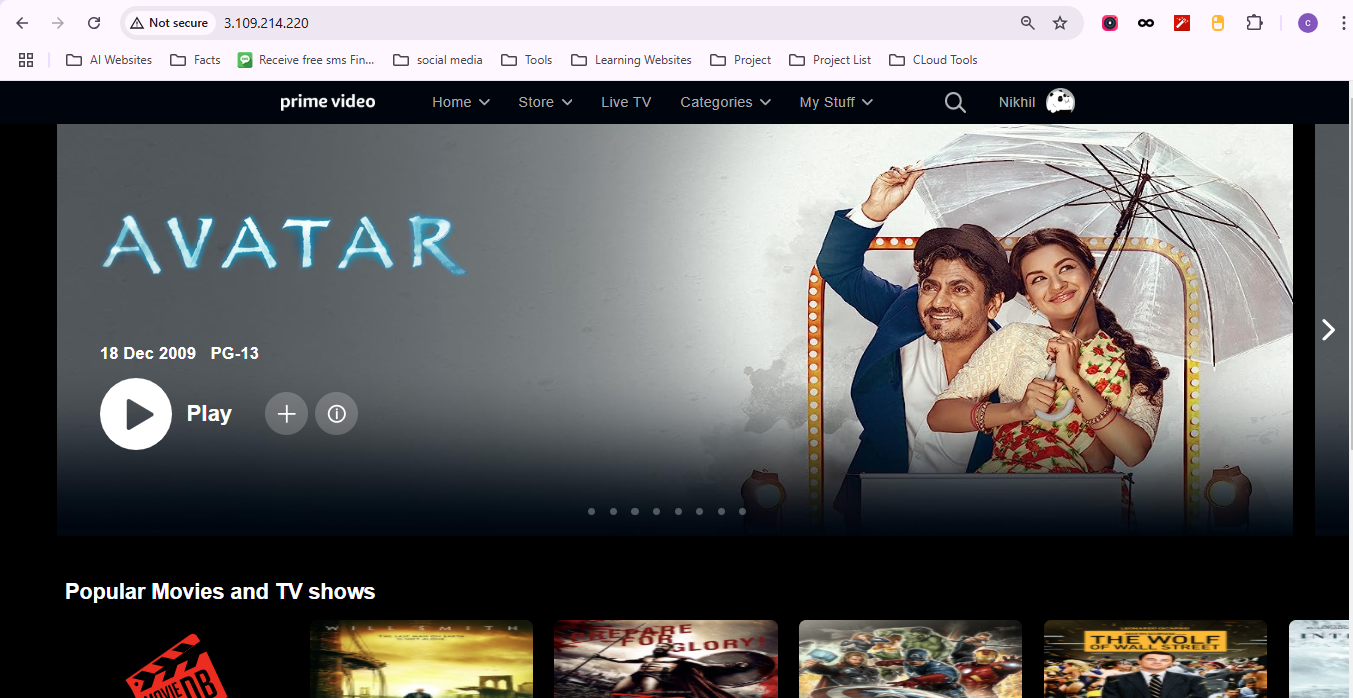 Not secure 3.109.214.220
C
AI Websites Facts Receive free sms Fin... social media Tools Learning Websites Project Project List CLoud Tools
prime video Home Store Live TV Categories My Stuff Nikhil
AVATAR
18 Dec 2009 PG-13
Play
Popular Movies and TV shows
WILL SMITH
PREPARE
FOR
GLORY!
THE WOLF
OF WALL STREET
MOVIE DB